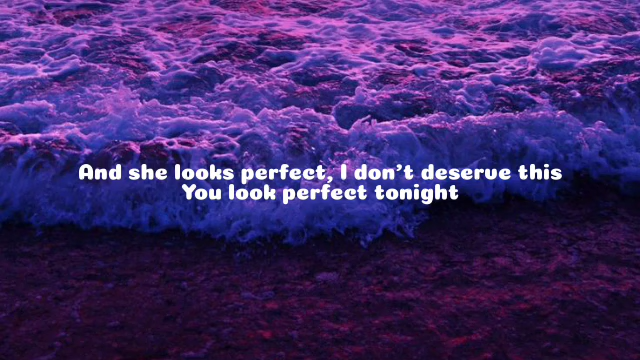 And she looks perfect, I don't deserve this
You look perfect tonight